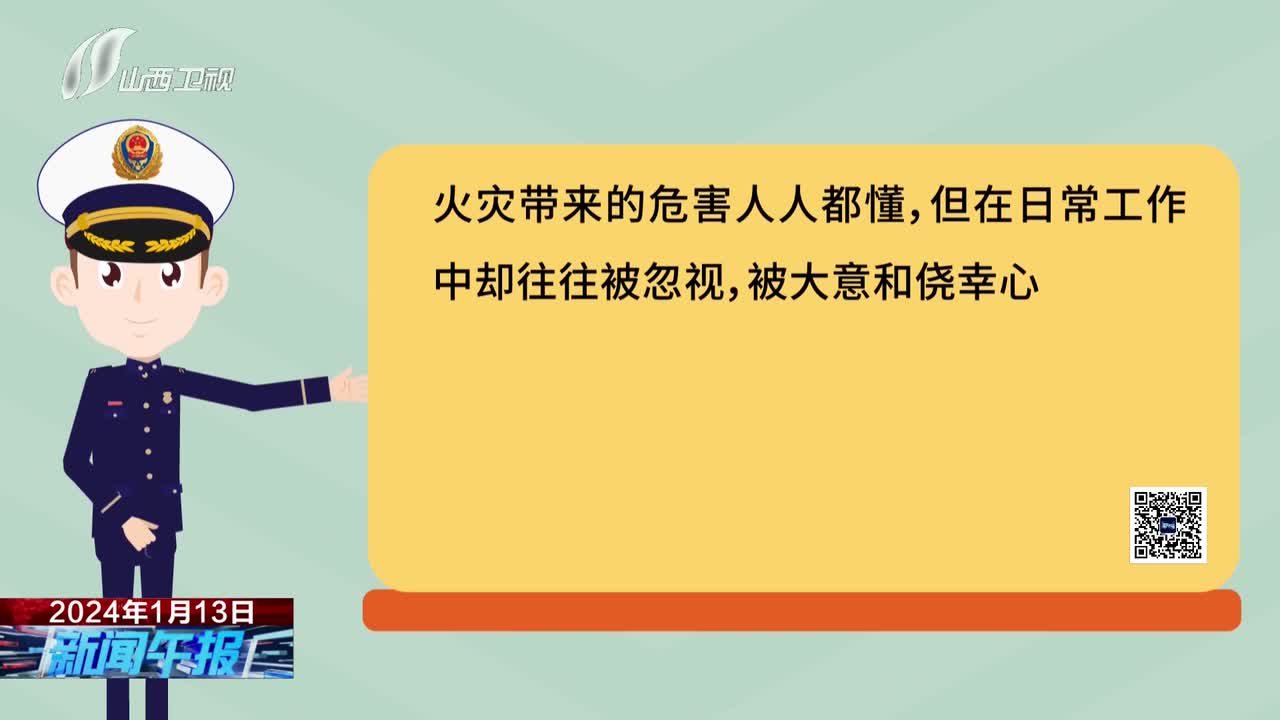 山西卫视
火灾带来的危害人人都懂，但在日常工作
中却往往被忽视，被大意和侥幸心
2024年1月13日
新闻午报